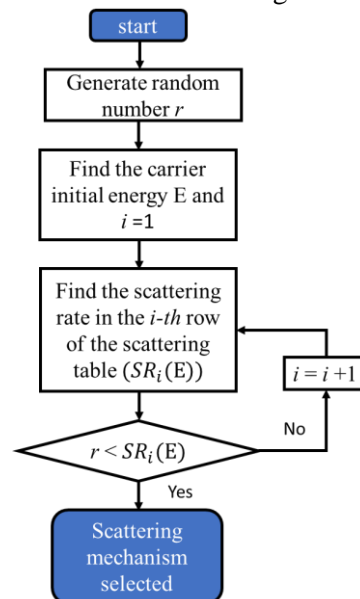 start
Generate random
number r
Find the carrier
initial energy E and
i =1
Find the scattering
rate in the i-th row
of the scattering
table (SRᵢ(E))
i = i +1
r < SRᵢ(E)
No
Yes
Scattering
mechanism
selected